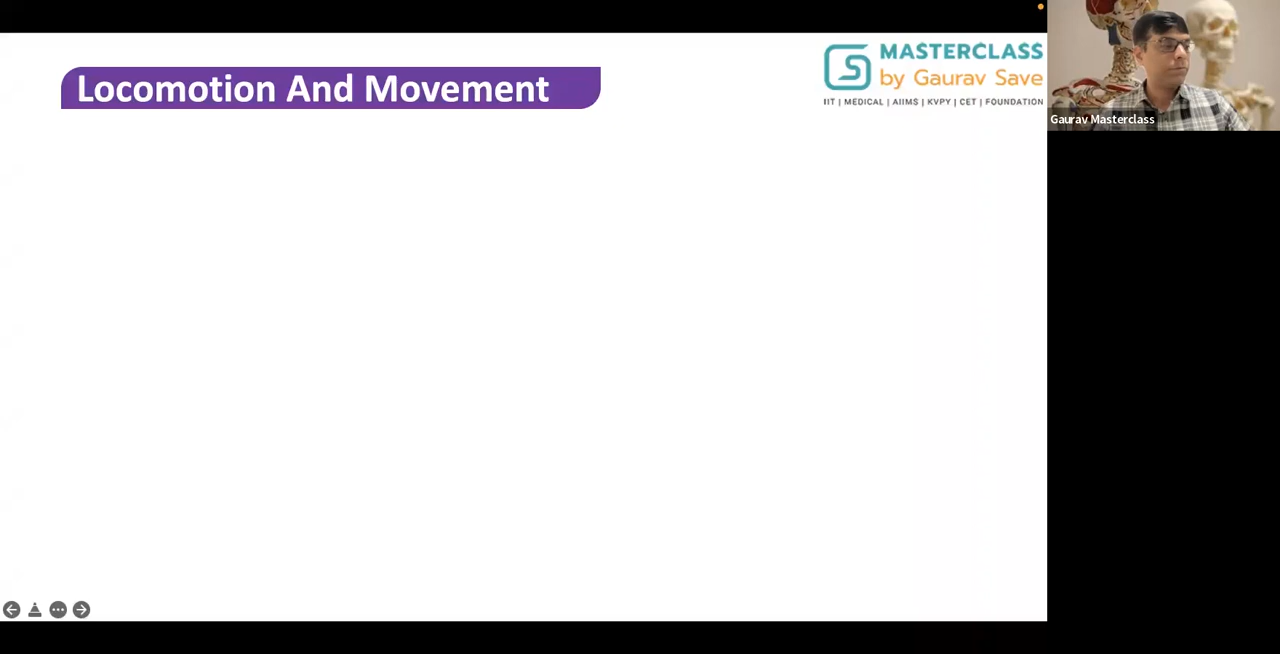 Locomotion And Movement
MASTERCLASS
by Gaurav Save
IIT | MEDICAL | AIIMS | KVPY | CET | FOUNDATION
Gaurav Masterclass